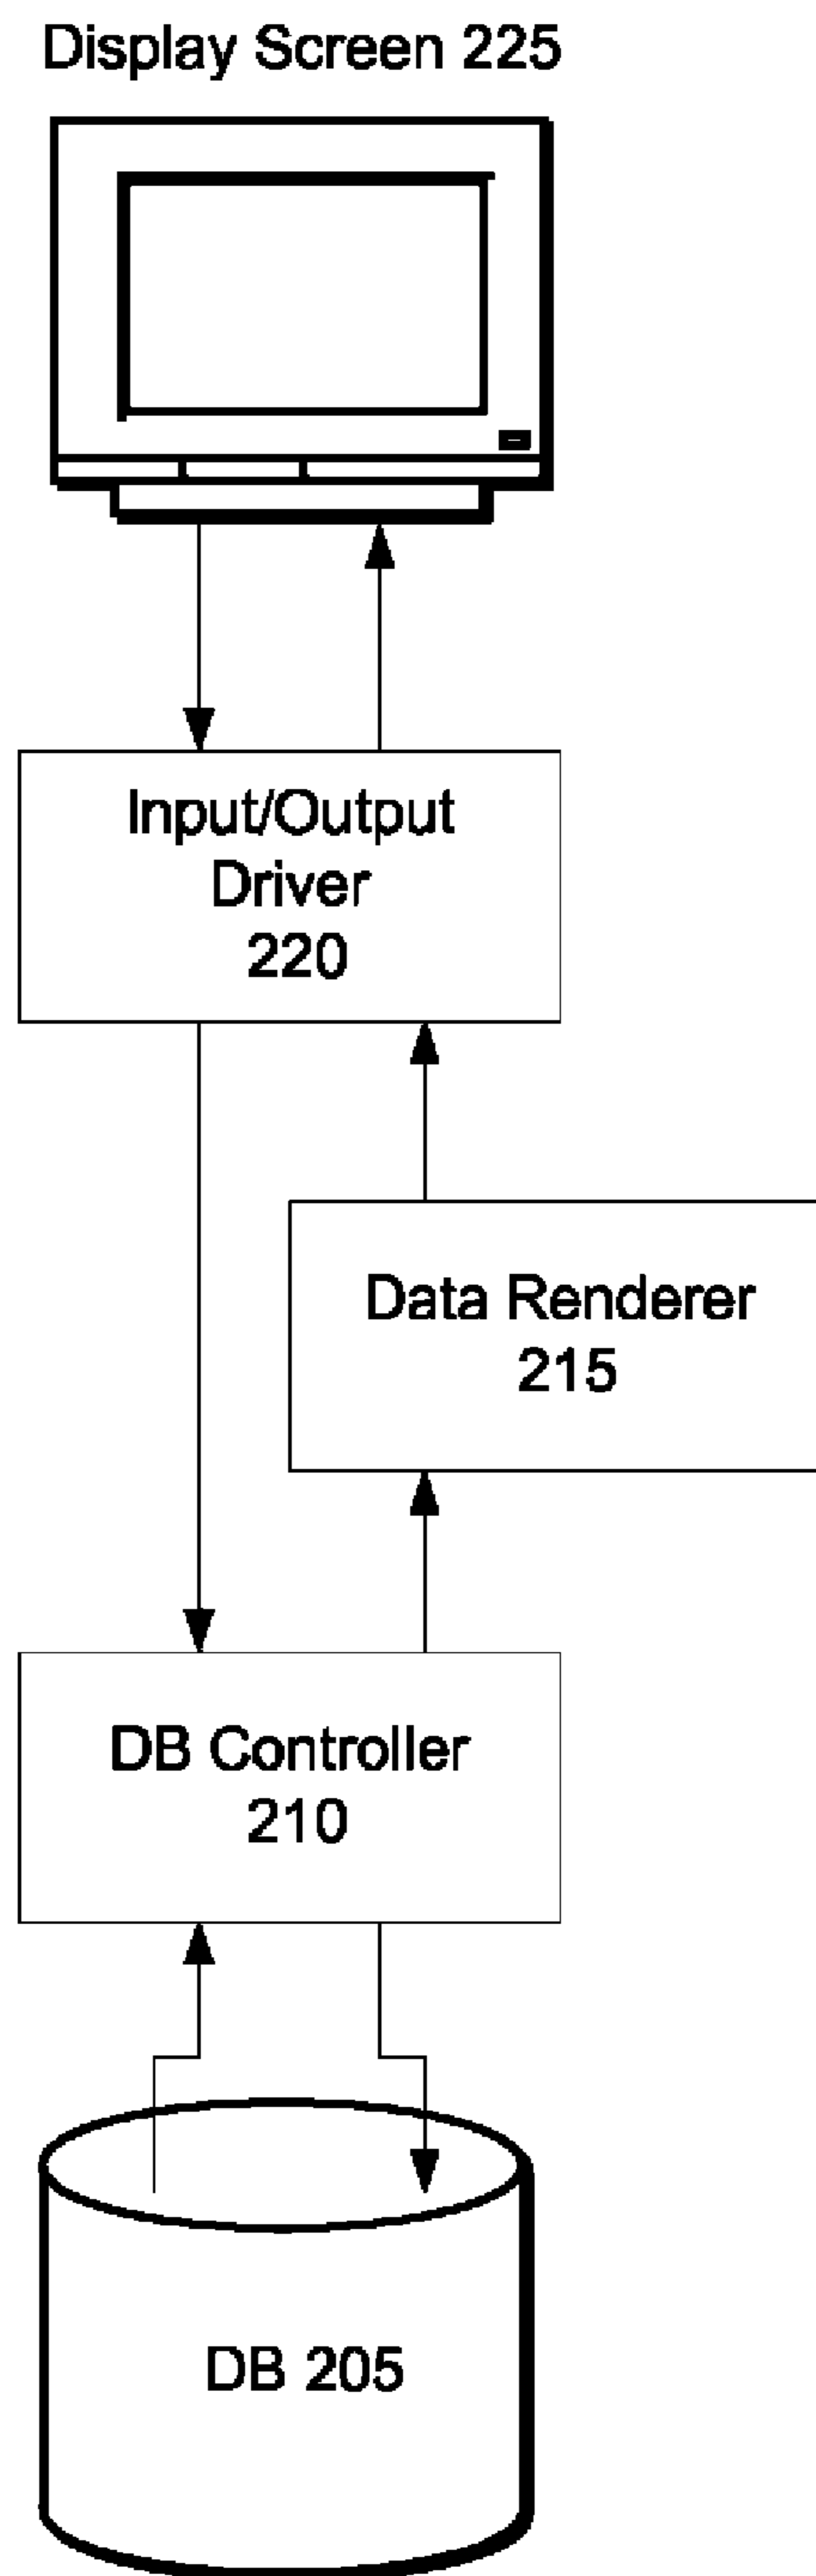 Display Screen 225
Input/Output
Driver
220
Data Renderer
215
DB Controller
210
DB 205